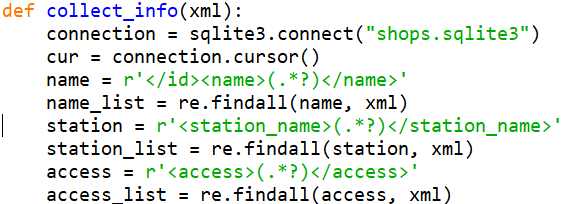 def collect_info(xml):
    connection = sqlite3.connect("shops.sqlite3")
    cur = connection.cursor()
    name = r'</id><name>(.*?)</name>'
    name_list = re.findall(name, xml)
    station = r'<station_name>(.*?)</station_name>'
    station_list = re.findall(station, xml)
    access = r'<access>(.*?)</access>'
    access_list = re.findall(access, xml)